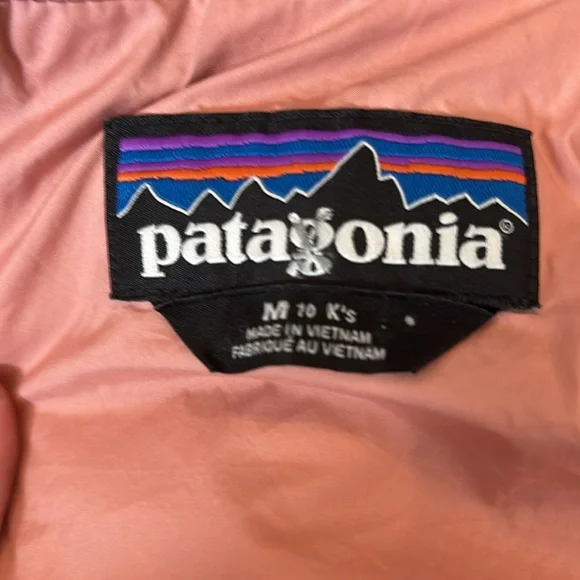 patagonia©
M 10 K's
MADE IN VIETNAM
FABRIQUÉ AU VIETNAM